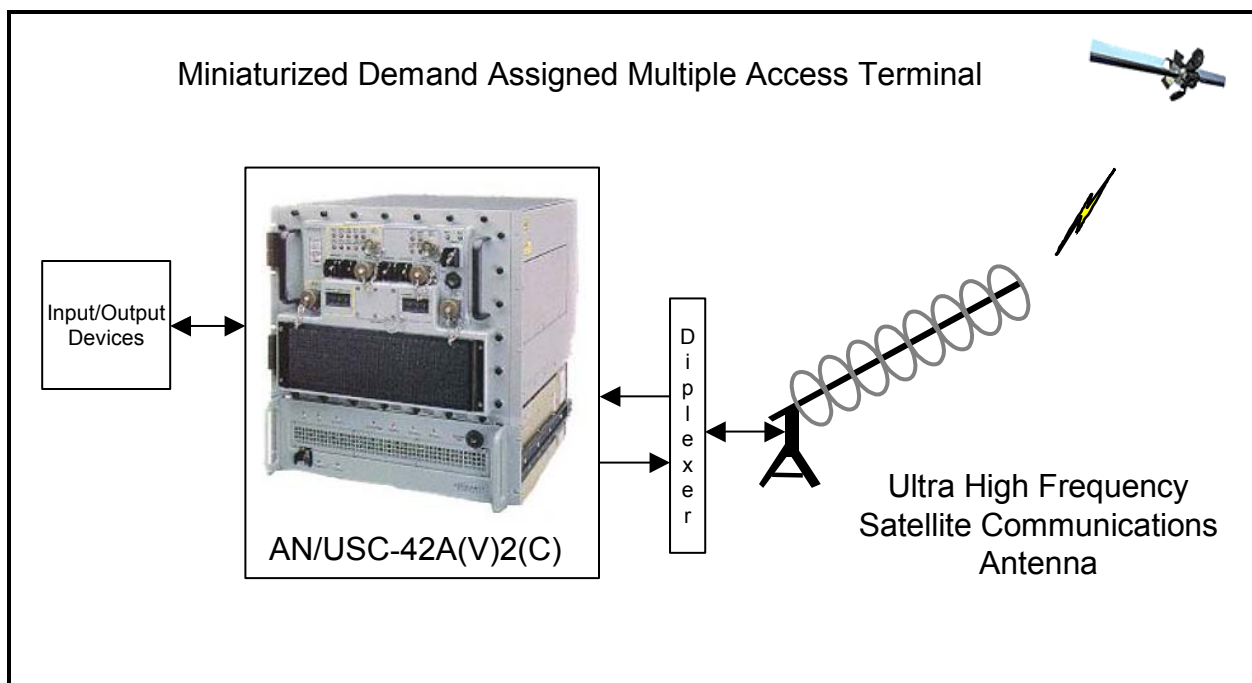 Miniaturized Demand Assigned Multiple Access Terminal
Input/Output
Devices
AN/USC-42A(V)2(C)
Diplexer
Ultra High Frequency
Satellite Communications
Antenna